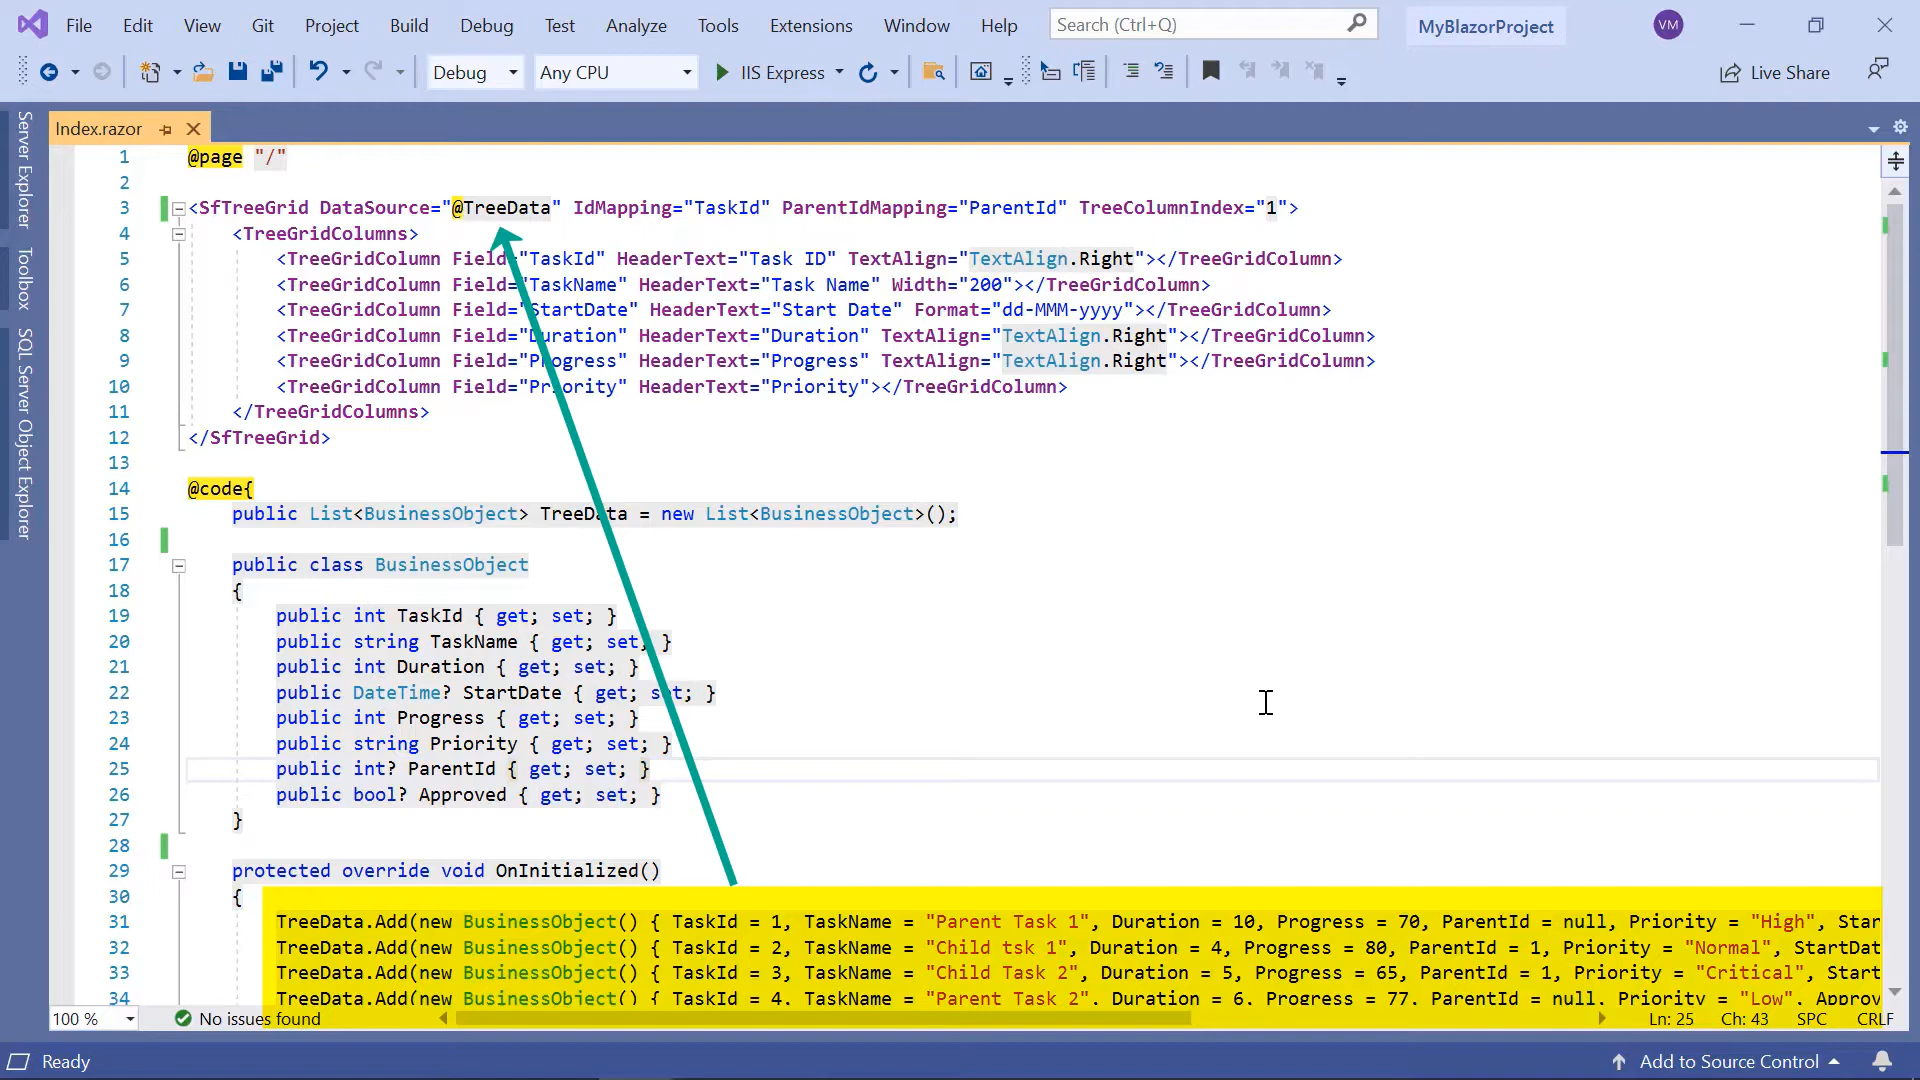 File Edit View Git Project Build Debug Test Analyze Tools Extensions Window Help Search (Ctrl+Q) MyBlazorProject VM
Debug Any CPU IIS Express Live Share
Server Explorer
Toolbox
SQL Server Object Explorer
Index.razor
1 @page "/"
2
3 <SfTreeGrid DataSource="@TreeData" IdMapping="TaskId" ParentIdMapping="ParentId" TreeColumnIndex="1">
4 <TreeGridColumns>
5 <TreeGridColumn Field="TaskId" HeaderText="Task ID" TextAlign="TextAlign.Right"></TreeGridColumn>
6 <TreeGridColumn Field="TaskName" HeaderText="Task Name" Width="200"></TreeGridColumn>
7 <TreeGridColumn Field="StartDate" HeaderText="Start Date" Format="dd-MMM-yyyy"></TreeGridColumn>
8 <TreeGridColumn Field="Duration" HeaderText="Duration" TextAlign="TextAlign.Right"></TreeGridColumn>
9 <TreeGridColumn Field="Progress" HeaderText="Progress" TextAlign="TextAlign.Right"></TreeGridColumn>
10 <TreeGridColumn Field="Priority" HeaderText="Priority"></TreeGridColumn>
11 </TreeGridColumns>
12 </SfTreeGrid>
13
14 @code{
15 public List<BusinessObject> TreeData = new List<BusinessObject>();
16
17 public class BusinessObject
18 {
19 public int TaskId { get; set; }
20 public string TaskName { get; set; }
21 public int Duration { get; set; }
22 public DateTime? StartDate { get; set; }
23 public int Progress { get; set; }
24 public string Priority { get; set; }
25 public int? ParentId { get; set; }
26 public bool? Approved { get; set; }
27 }
28
29 protected override void OnInitialized()
30 {
31 TreeData.Add(new BusinessObject() { TaskId = 1, TaskName = "Parent Task 1", Duration = 10, Progress = 70, ParentId = null, Priority = "High", Star
32 TreeData.Add(new BusinessObject() { TaskId = 2, TaskName = "Child tsk 1", Duration = 4, Progress = 80, ParentId = 1, Priority = "Normal", StartDat
33 TreeData.Add(new BusinessObject() { TaskId = 3, TaskName = "Child Task 2", Duration = 5, Progress = 65, ParentId = 1, Priority = "Critical", Start
34 TreeData.Add(new BusinessObject() { TaskId = 4, TaskName = "Parent Task 2", Duration = 6, Progress = 77, ParentId = null, Priority = "Low", Approv
100 % No issues found Ln: 25 Ch: 43 SPC CRLF
Ready Add to Source Control